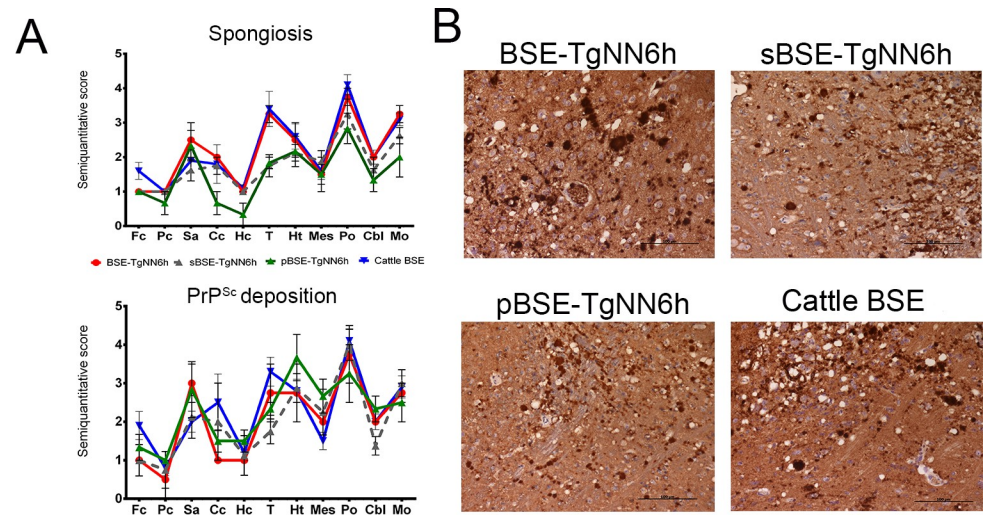 A
Spongiosis
Semiquantitative score
5
4
3
2
1
0
Fc Pc Sa Cc Hc T Ht Mes Po Cbl Mo
BSE-TgNN6h sBSE-TgNN6h pBSE-TgNN6h Cattle BSE
PrPSc deposition
Semiquantitative score
5
4
3
2
1
0
Fc Pc Sa Cc Hc T Ht Mes Po Cbl Mo
B
BSE-TgNN6h sBSE-TgNN6h
pBSE-TgNN6h Cattle BSE